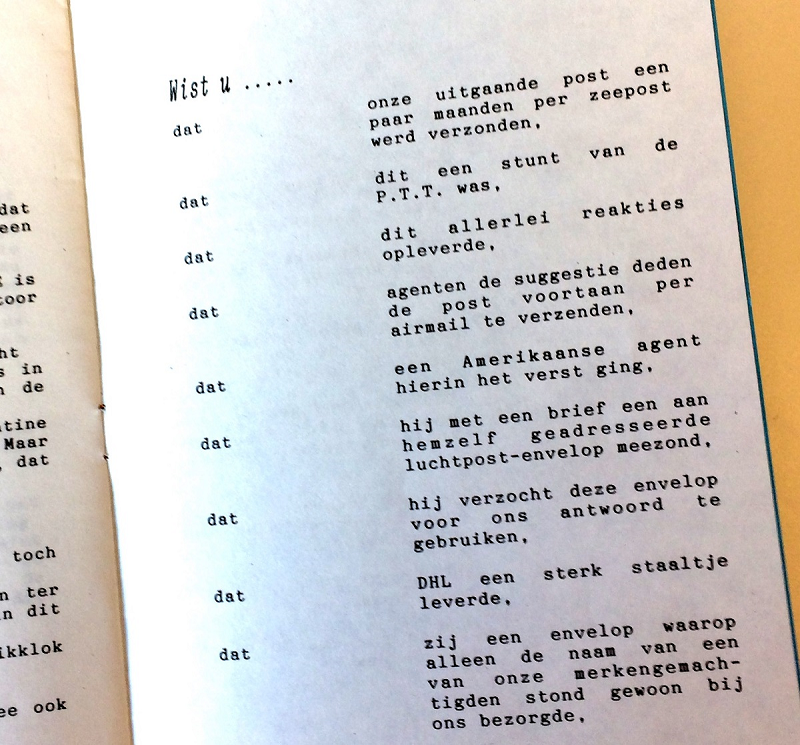 dat
een
is
toor
ht
s in
n de
tine
Maar
, dat
toch
n ter
n dit
ikklok
ee ook
Wist u .....
dat onze uitgaande post een
paar maanden per zeepost
werd verzonden,
dat dit een stunt van de
P.T.T. was,
dat dit allerlei reakties
opleverde,
dat agenten de suggestie deden
de post voortaan per
airmail te verzenden,
dat een Amerikaanse agent
hierin het verst ging,
dat hij met een brief een aan
hemzelf geadresseerde
luchtpost-envelop meezond,
dat hij verzocht deze envelop
voor ons antwoord te
gebruiken,
dat DHL een sterk staaltje
leverde,
dat zij een envelop waarop
alleen de naam van een
van onze merkengemach-
tigden stond gewoon bij
ons bezorgde,